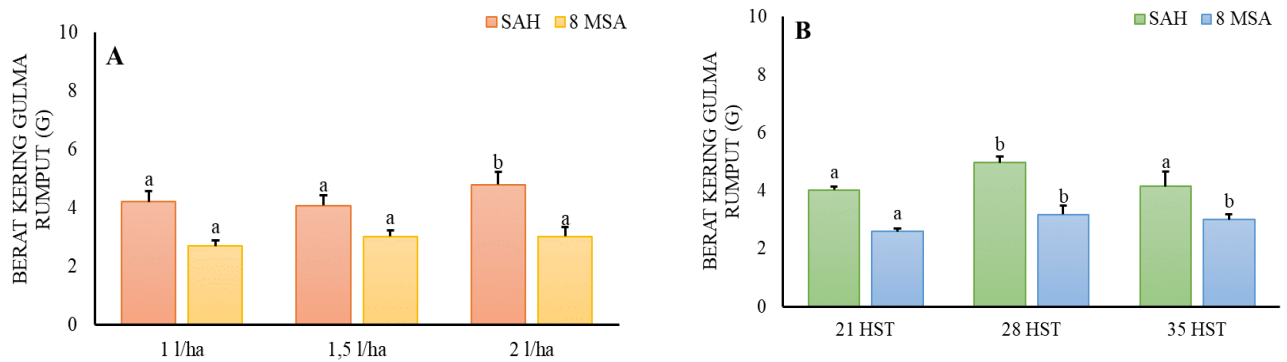 SAH 8 MSA
A
BERAT KERING GULMA
RUMPUT (G)
10
8
6
4
2
0
a
a
a
a
b
a
1 l/ha 1,5 l/ha 2 l/ha
SAH 8 MSA
B
BERAT KERING GULMA
RUMPUT (G)
10
8
6
4
2
0
a
a
b
b
a
b
21 HST 28 HST 35 HST